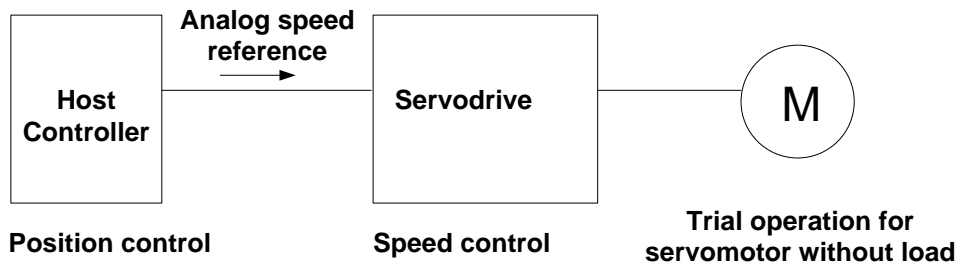 Analog speed
reference
Host
Controller
Servodrive
M
Position control
Speed control
Trial operation for
servomotor without load